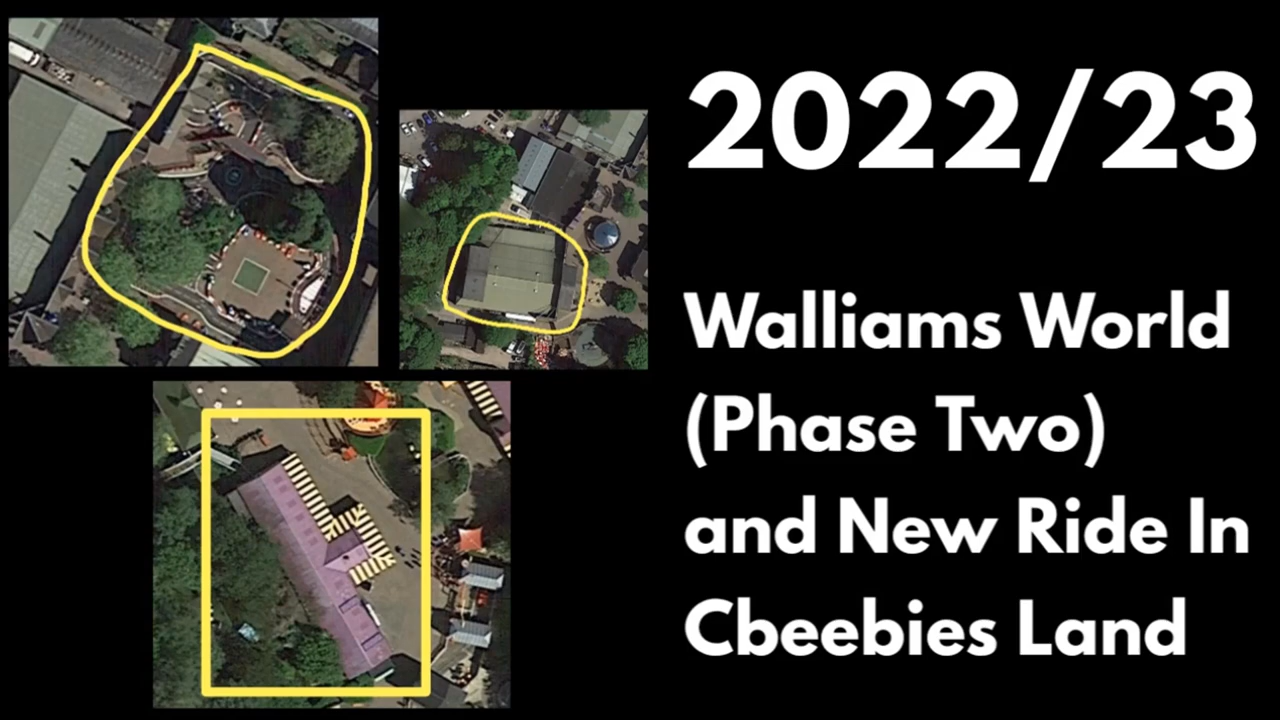 2022/23
Walliams World
(Phase Two)
and New Ride In
Cbeebies Land